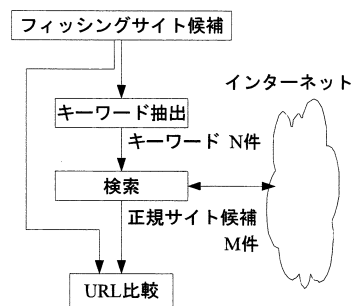 フィッシングサイト候補
インターネット
キーワード抽出
キーワード N件
検索
正規サイト候補
M件
URL比較